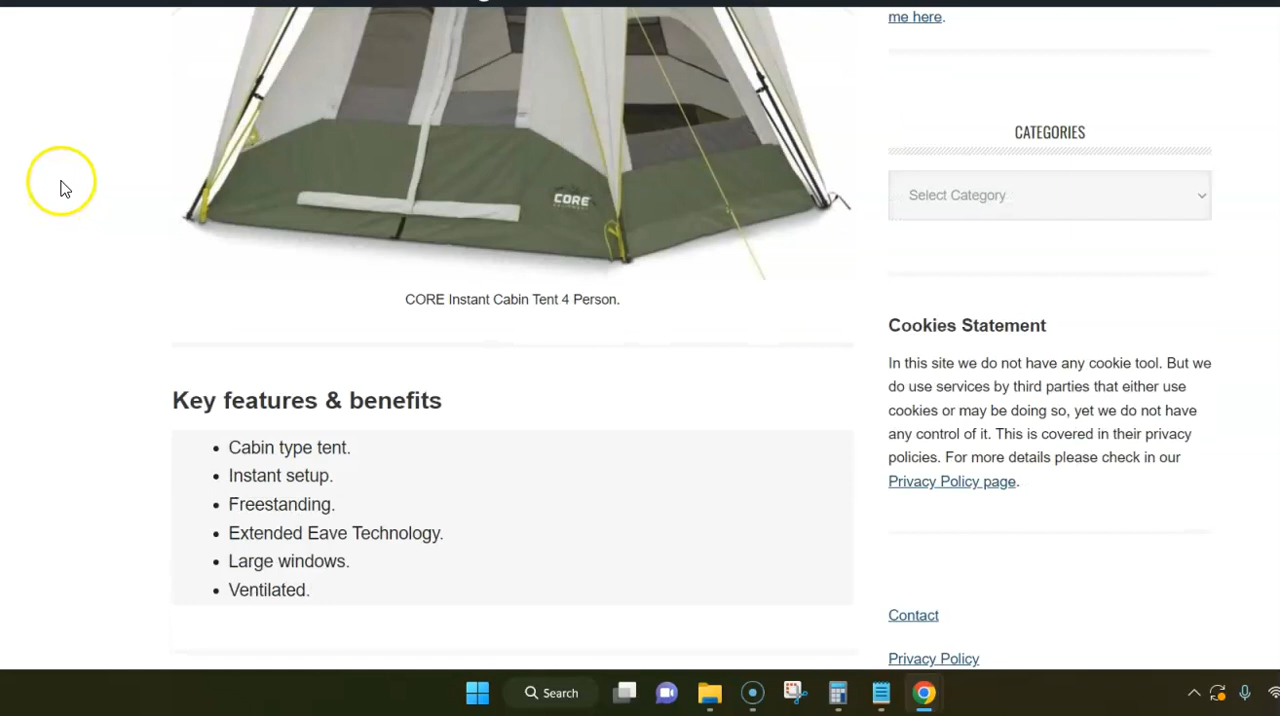 me here.
CORE
CORE Instant Cabin Tent 4 Person.
Key features & benefits
Cabin type tent.
Instant setup.
Freestanding.
Extended Eave Technology.
Large windows.
Ventilated.
CATEGORIES
Select Category
Cookies Statement
In this site we do not have any cookie tool. But we
do use services by third parties that either use
cookies or may be doing so, yet we do not have
any control of it. This is covered in their privacy
policies. For more details please check in our
Privacy Policy page.
Contact
Privacy Policy
Search